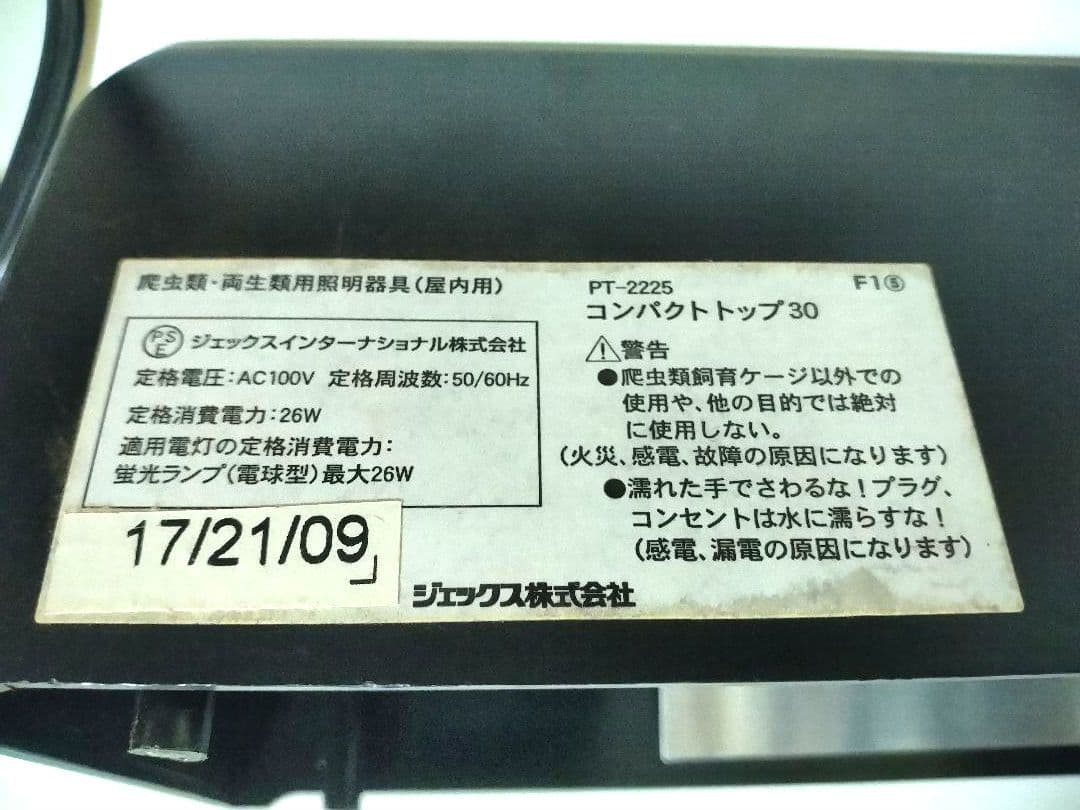 爬虫類・両生類用照明器具(屋内用)
PSE ジェックスインターナショナル株式会社
定格電圧:AC100V 定格周波数:50/60Hz
定格消費電力:26W
適用電灯の定格消費電力:
蛍光ランプ(電球型)最大26W
17/21/09」
PT-2225
F1Ⓢ
コンパクトトップ30
⚠警告
●爬虫類飼育ケージ以外での
使用や、他の目的では絶対
に使用しない。
(火災、感電、故障の原因になります)
●濡れた手でさわるな!プラグ、
コンセントは水に濡らすな!
(感電、漏電の原因になります)
ジェックス株式会社